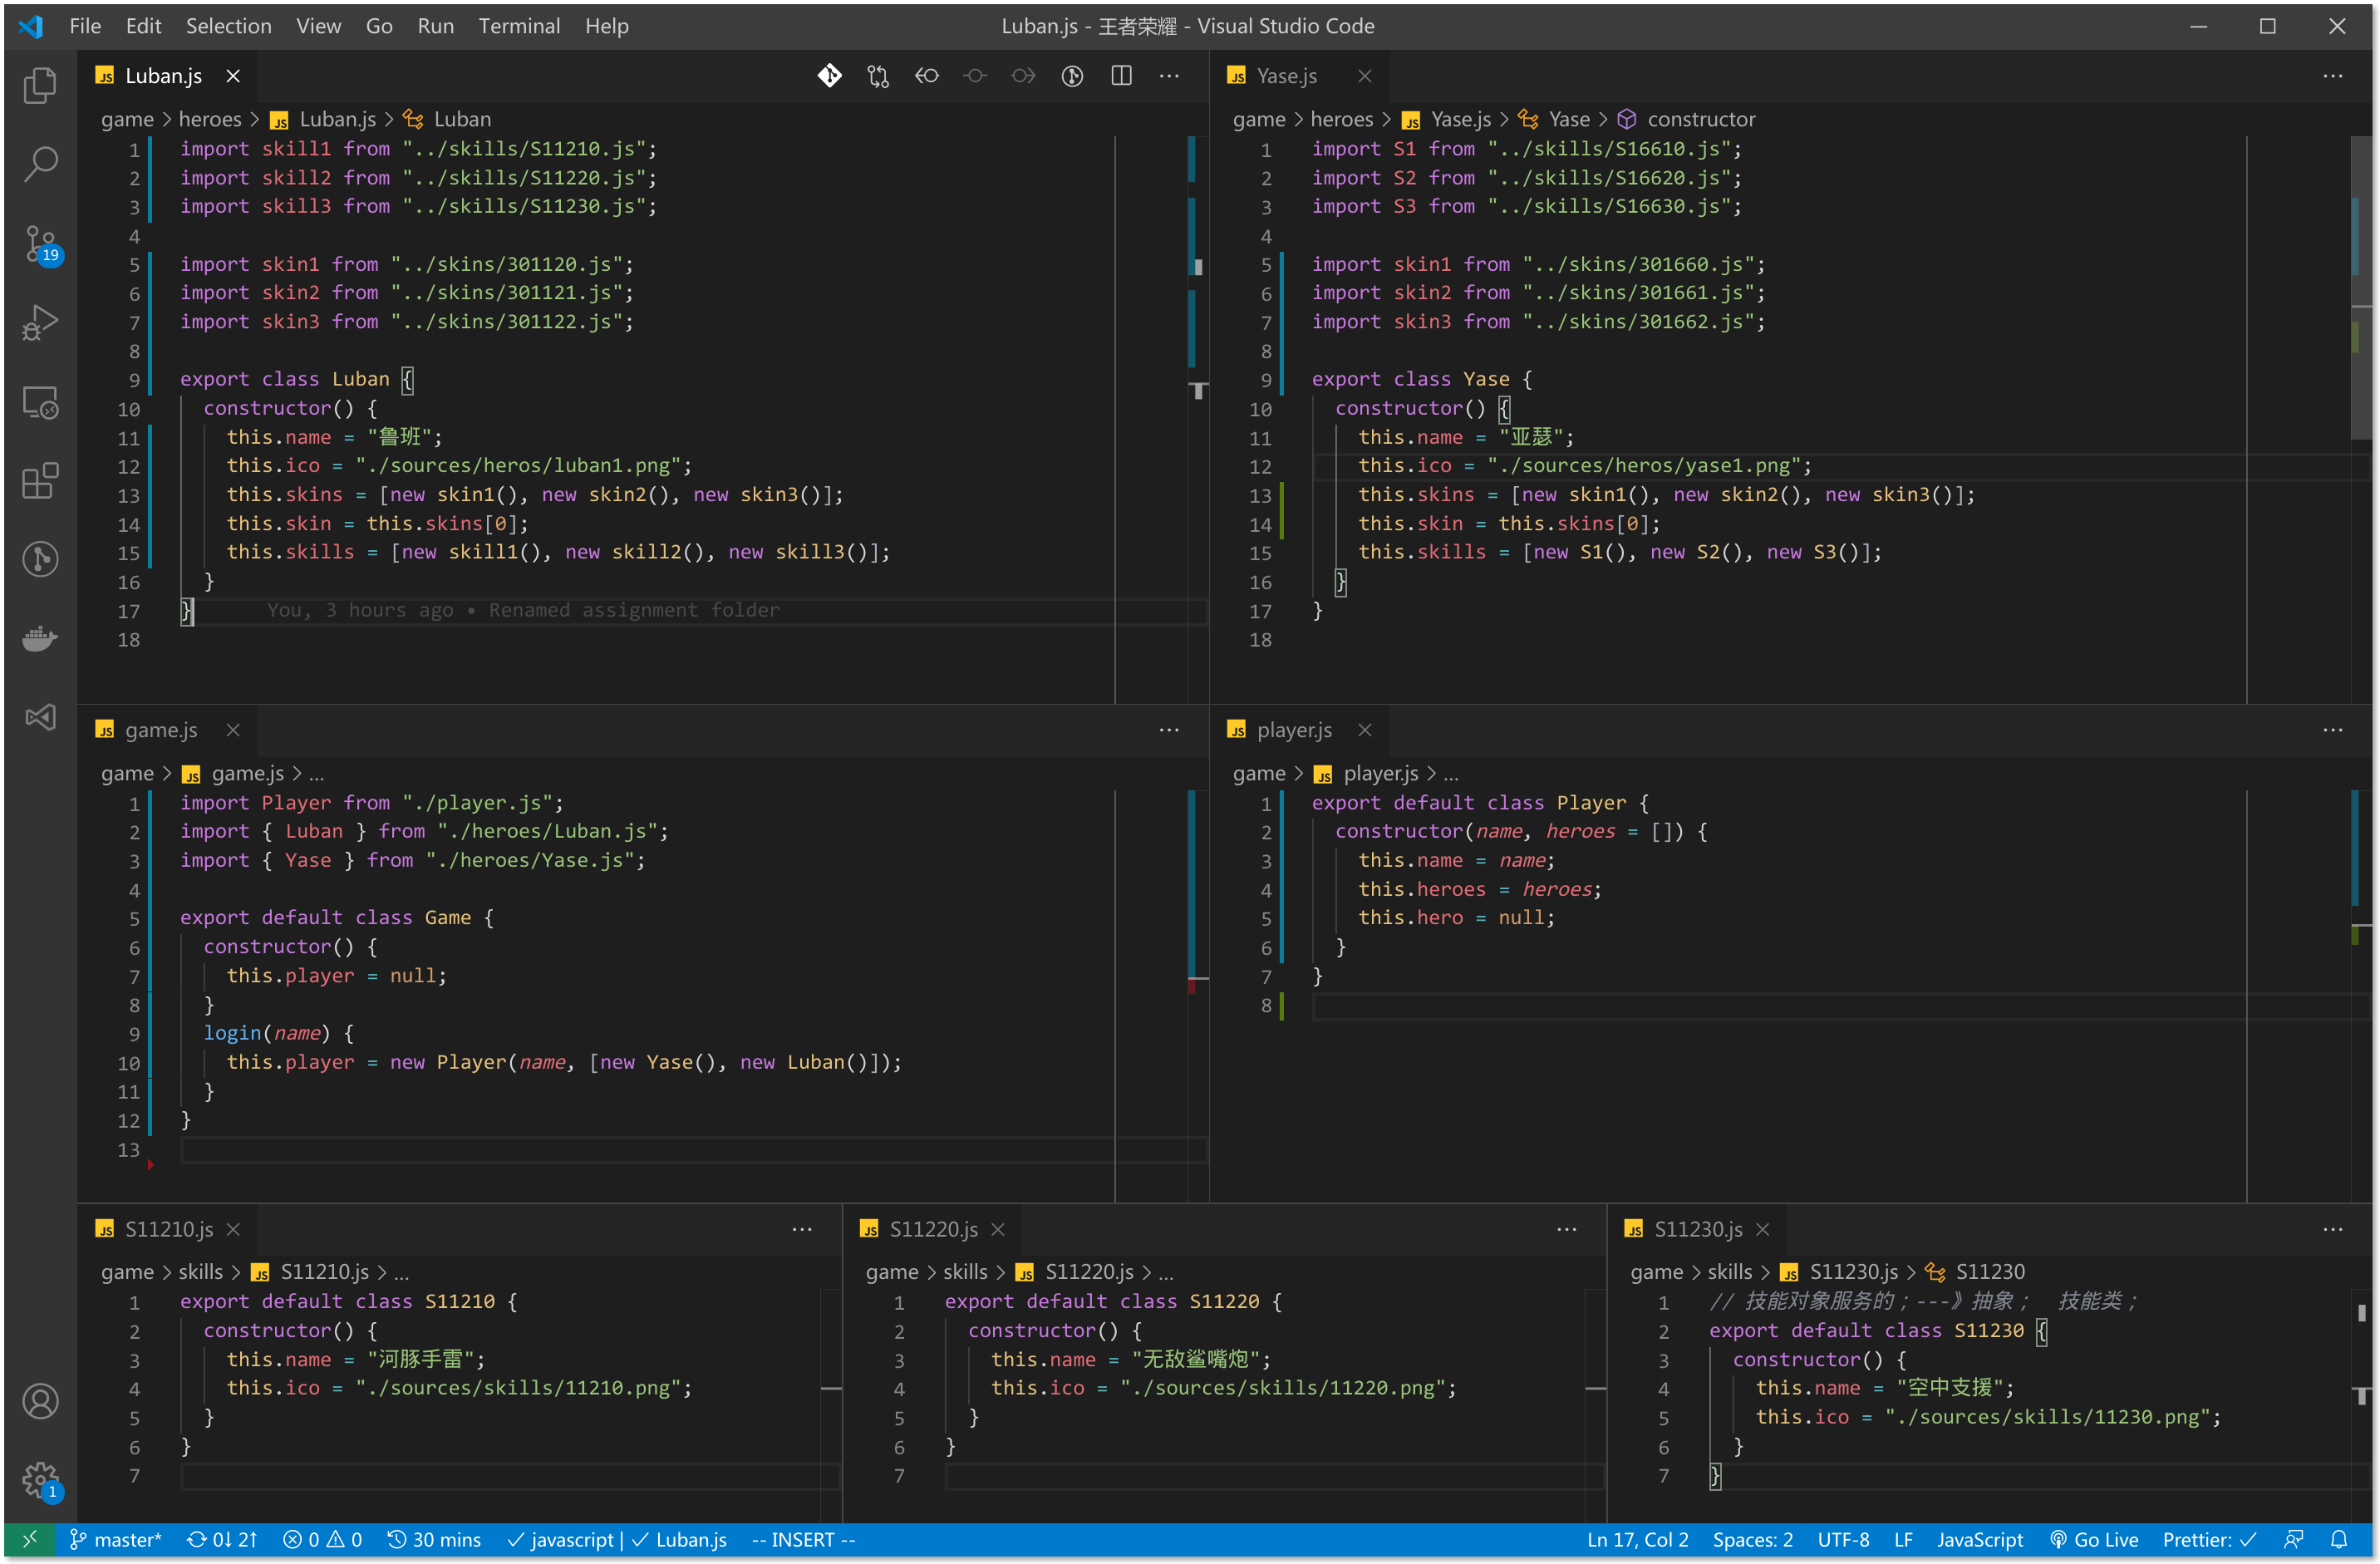 File Edit Selection View Go Run Terminal Help
Luban.js - 王者荣耀 - Visual Studio Code
Luban.js
game > heroes > Luban.js > Luban
1 import skill1 from "../skills/S11210.js";
2 import skill2 from "../skills/S11220.js";
3 import skill3 from "../skills/S11230.js";
4
5 import skin1 from "../skins/301120.js";
6 import skin2 from "../skins/301121.js";
7 import skin3 from "../skins/301122.js";
8
9 export class Luban {
10 constructor() {
11 this.name = "鲁班";
12 this.ico = "./sources/heros/luban1.png";
13 this.skins = [new skin1(), new skin2(), new skin3()];
14 this.skin = this.skins[0];
15 this.skills = [new skill1(), new skill2(), new skill3()];
16 }
17 } You, 3 hours ago • Renamed assignment folder
18
JS Yase.js
game > heroes > JS Yase.js > Yase > constructor
1 import S1 from "../skills/S16610.js";
2 import S2 from "../skills/S16620.js";
3 import S3 from "../skills/S16630.js";
4
5 import skin1 from "../skins/301660.js";
6 import skin2 from "../skins/301661.js";
7 import skin3 from "../skins/301662.js";
8
9 export class Yase {
10 constructor() {
11 this.name = "亚瑟";
12 this.ico = "./sources/heros/yase1.png";
13 this.skins = [new skin1(), new skin2(), new skin3()];
14 this.skin = this.skins[0];
15 this.skills = [new S1(), new S2(), new S3()];
16 }
17 }
18
JS game.js
game > JS game.js > ...
1 import Player from "./player.js";
2 import { Luban } from "./heroes/Luban.js";
3 import { Yase } from "./heroes/Yase.js";
4
5 export default class Game {
6 constructor() {
7 this.player = null;
8 }
9 login(name) {
10 this.player = new Player(name, [new Yase(), new Luban()]);
11 }
12 }
13
JS player.js
game > JS player.js > ...
1 export default class Player {
2 constructor(name, heroes = []) {
3 this.name = name;
4 this.heroes = heroes;
5 this.hero = null;
6 }
7 }
8
JS S11210.js
game > skills > JS S11210.js > ...
1 export default class S11210 {
2 constructor() {
3 this.name = "河豚手雷";
4 this.ico = "./sources/skills/11210.png";
5 }
6 }
7
JS S11220.js
game > skills > JS S11220.js > ...
1 export default class S11220 {
2 constructor() {
3 this.name = "无敌鲨嘴炮";
4 this.ico = "./sources/skills/11220.png";
5 }
6 }
7
JS S11230.js
game > skills > JS S11230.js > S11230
1 // 技能对象服务的；---》抽象； 技能类；
2 export default class S11230 {
3 constructor() {
4 this.name = "空中支援";
5 this.ico = "./sources/skills/11230.png";
6 }
7 }
19
1
master* 0↓ 2↑ 0 0 30 mins ✓ javascript | ✓ Luban.js -- INSERT -- Ln 17, Col 2 Spaces: 2 UTF-8 LF JavaScript Go Live Prettier: ✓